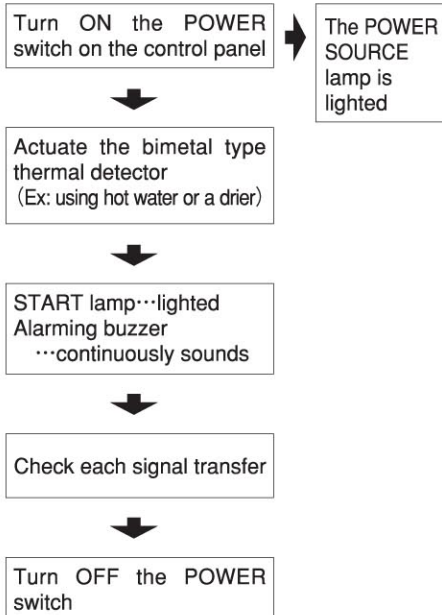 Turn ON the POWER
switch on the control panel
The POWER
SOURCE
lamp is
lighted
Actuate the bimetal type
thermal detector
(Ex: using hot water or a drier)
START lamp⋯lighted
Alarming buzzer
⋯continuously sounds
Check each signal transfer
Turn OFF the POWER
switch